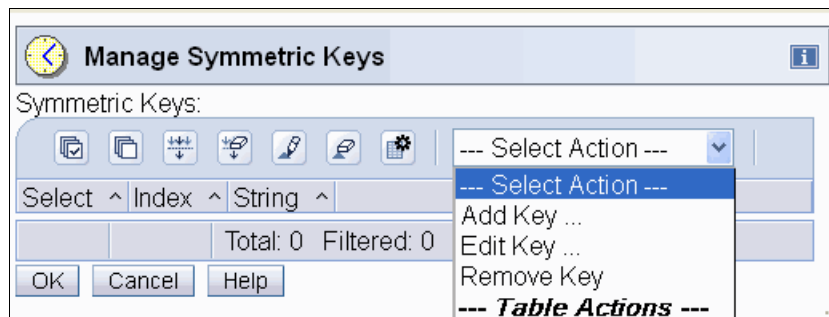 Manage Symmetric Keys
i
Symmetric Keys:
--- Select Action ---
--- Select Action ---
Select ^ Index ^ String ^
Add Key ...
Total: 0 Filtered: 0
Edit Key ...
Remove Key
OK Cancel Help
--- Table Actions ---